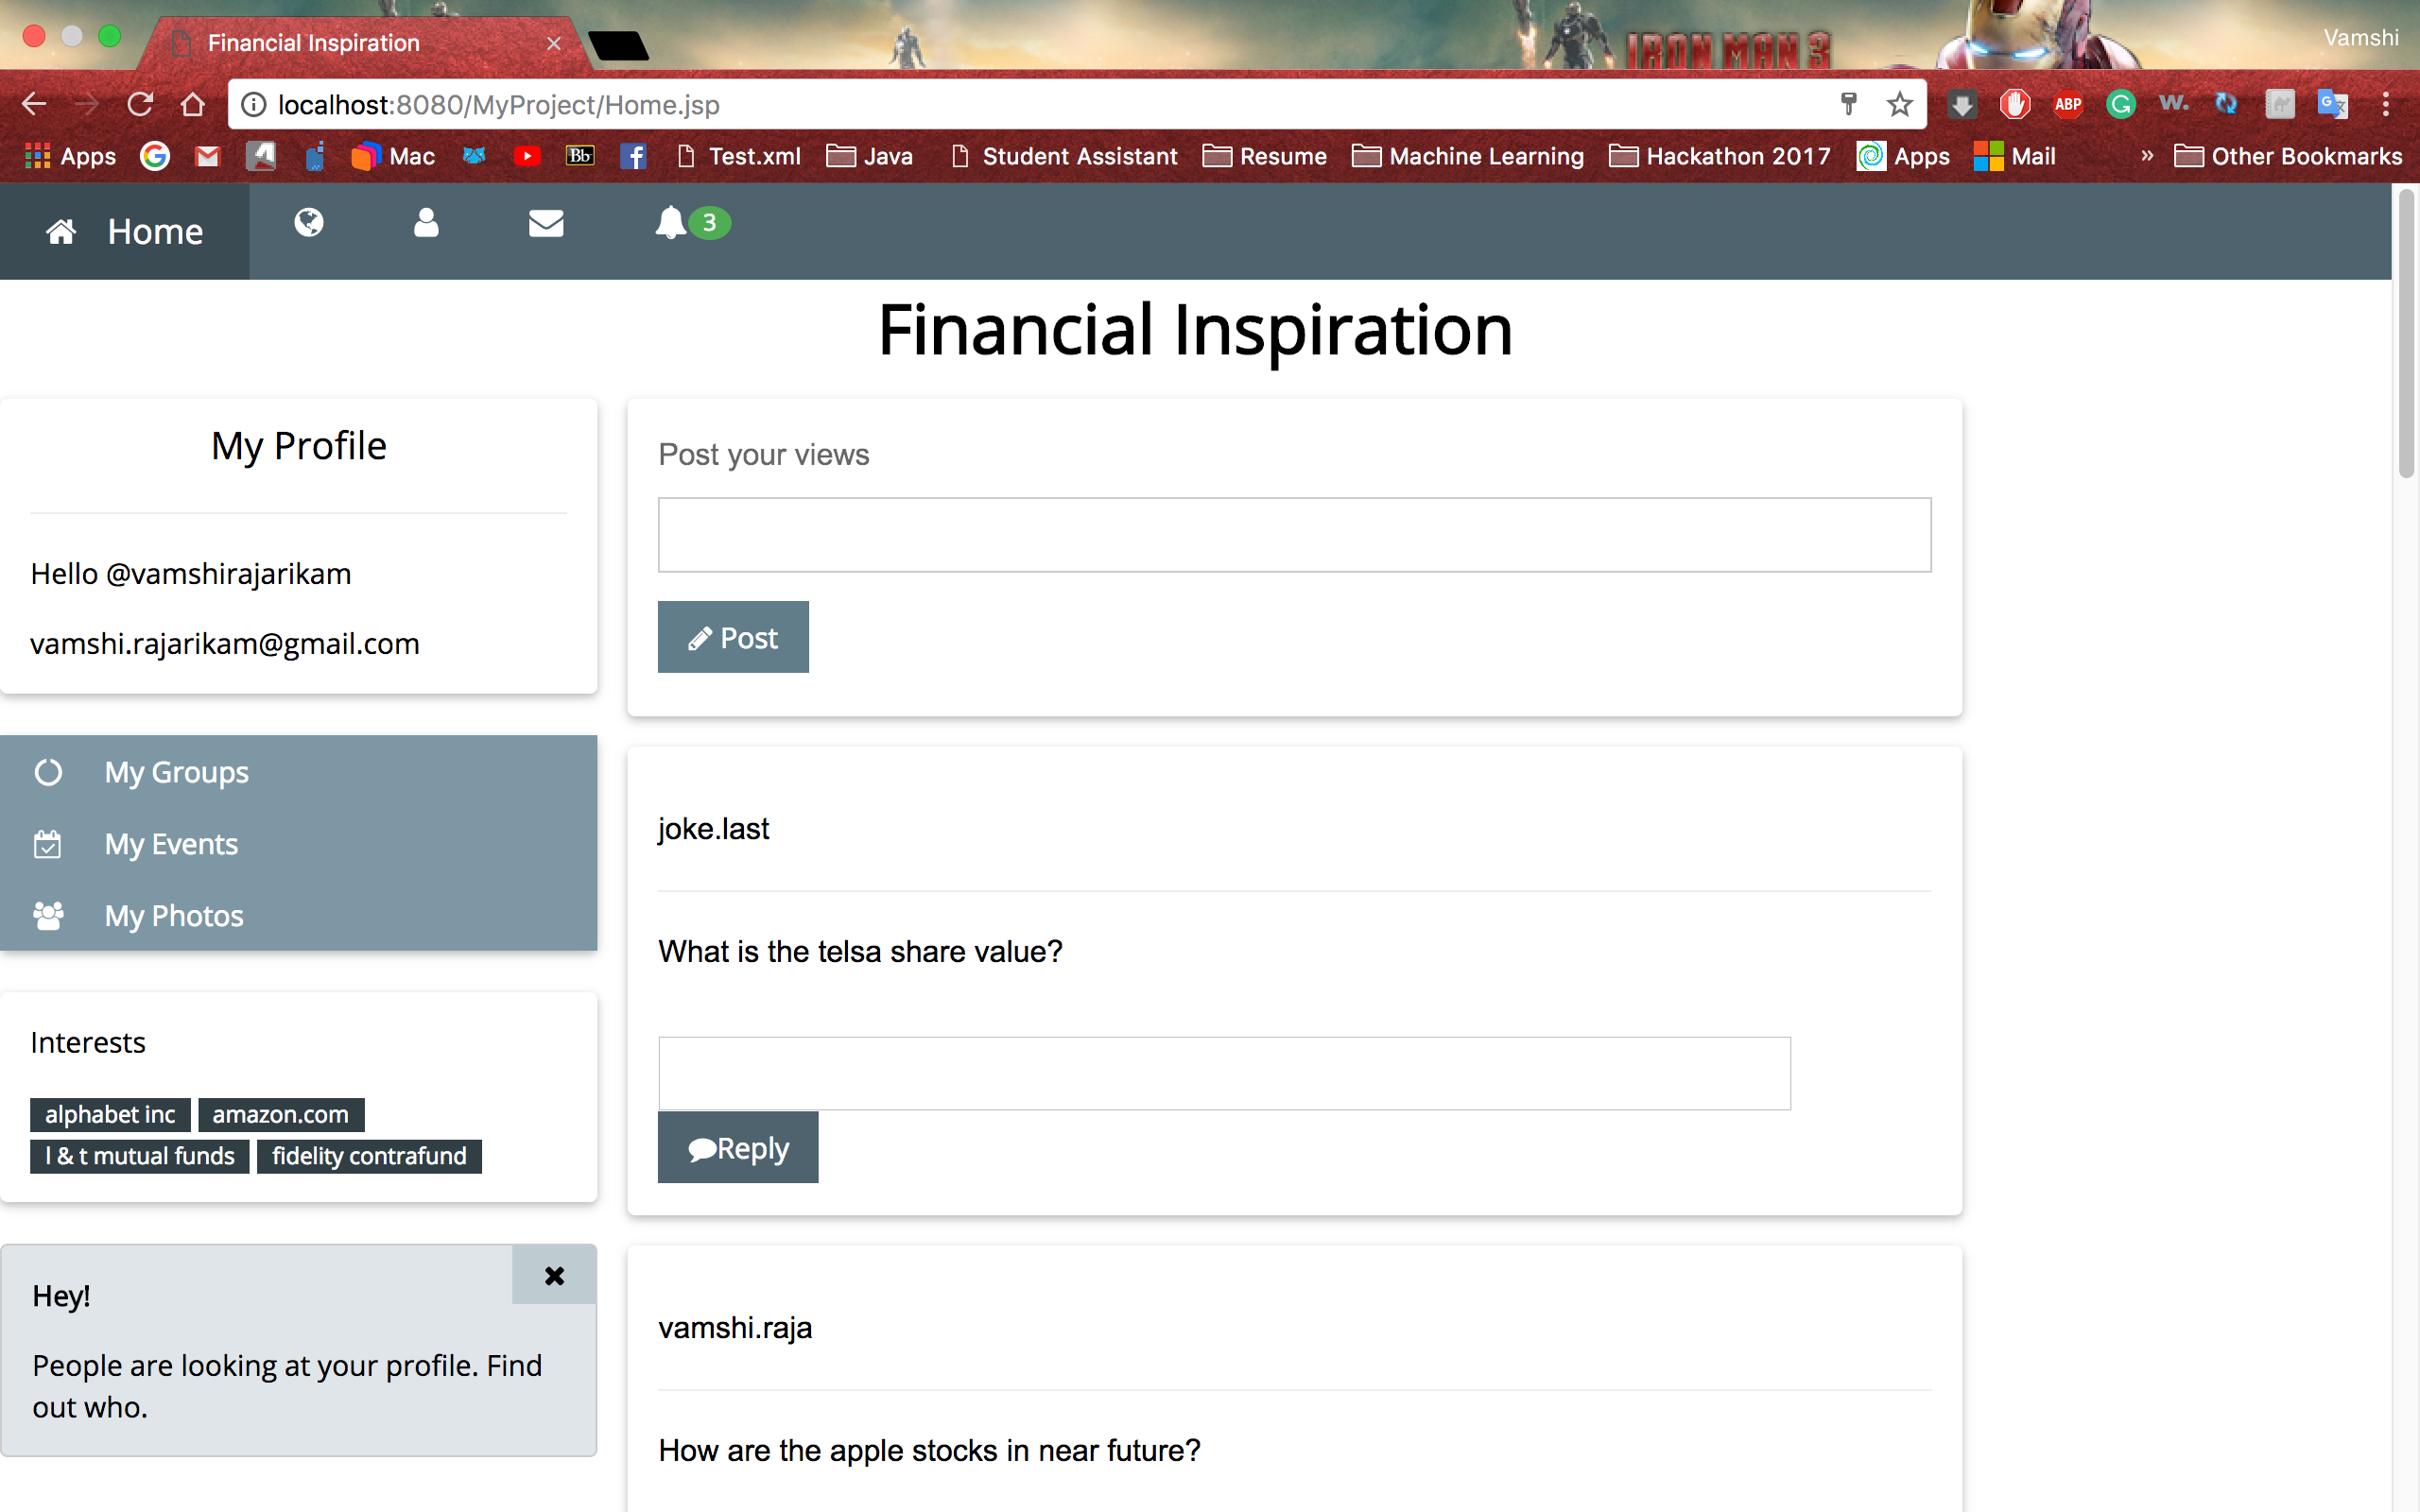 Financial Inspiration
IRON MAN 3
Vamshi
localhost:8080/MyProject/Home.jsp
ABP
Apps Mac Bb Test.xml Java Student Assistant Resume Machine Learning Hackathon 2017 Apps Mail » Other Bookmarks
Home 3
Financial Inspiration
My Profile
Hello @vamshirajarikam
vamshi.rajarikam@gmail.com
My Groups
My Events
My Photos
Interests
alphabet inc amazon.com
l & t mutual funds fidelity contrafund
Hey!
People are looking at your profile. Find
out who.
Post your views
Post
joke.last
What is the telsa share value?
Reply
vamshi.raja
How are the apple stocks in near future?